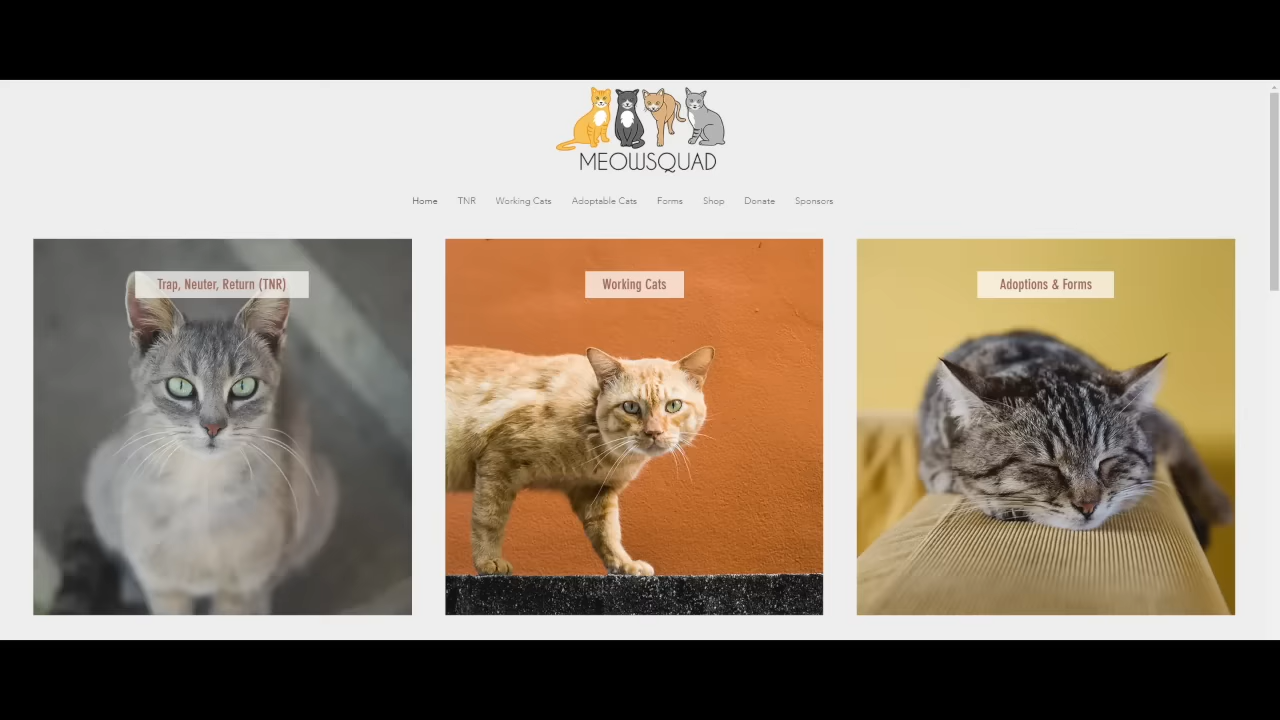 MEOWSQUAD
Home TNR Working Cats Adoptable Cats Forms Shop Donate Sponsors
Trap, Neuter, Return (TNR)
Working Cats
Adoptions & Forms